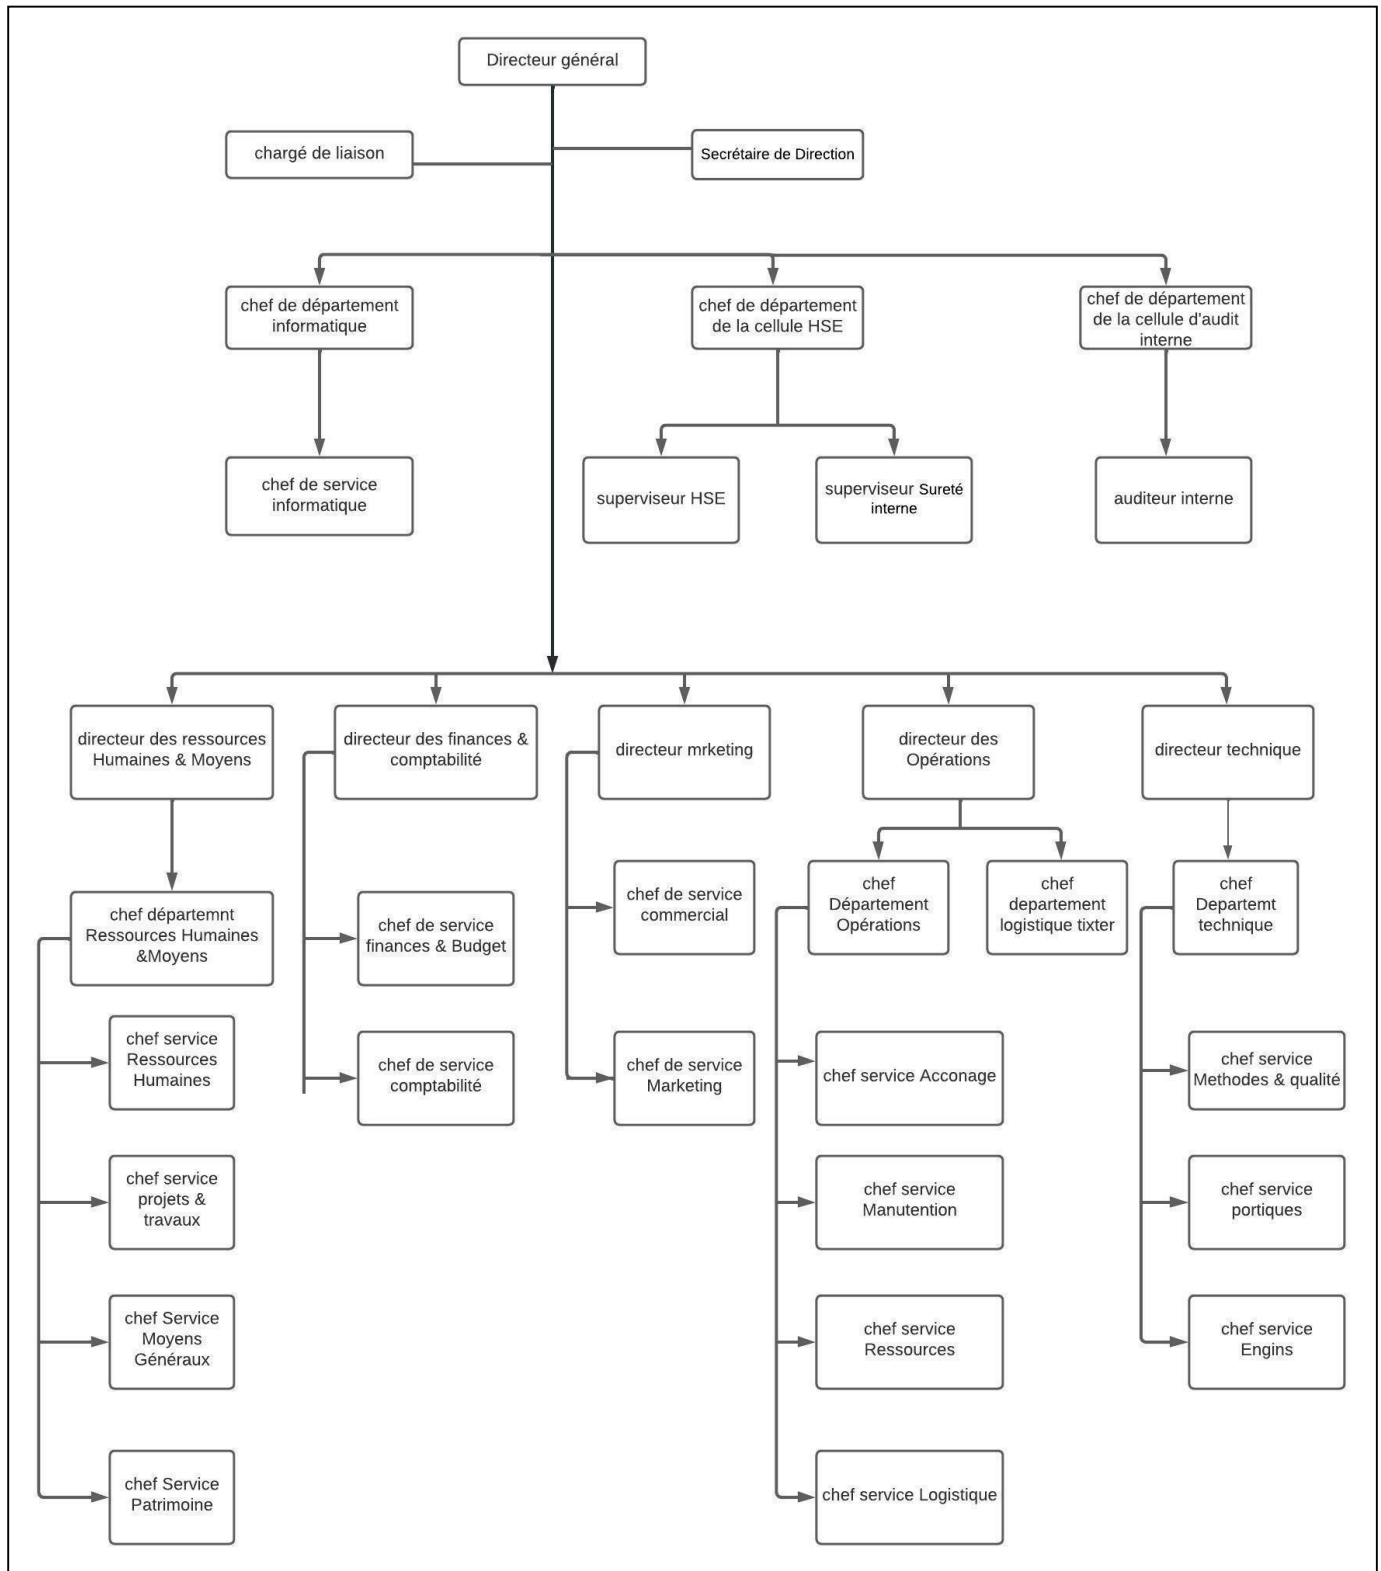 Directeur général
chargé de liaison
Secrétaire de Direction
chef de département
informatique
chef de département
de la cellule HSE
chef de département
de la cellule d'audit
interne
chef de service
informatique
superviseur HSE
superviseur Sureté
interne
auditeur interne
directeur des ressources
Humaines & Moyens
directeur des finances &
comptabilité
directeur mrketing
directeur des
Opérations
directeur technique
chef départemnt
Ressources Humaines
&Moyens
chef service
Ressources
Humaines
chef service
projets &
travaux
chef Service
Moyens
Généraux
chef Service
Patrimoine
chef de service
finances & Budget
chef de service
comptabilité
chef de service
commercial
chef de service
Marketing
chef
Département
Opérations
chef
departement
logistique tixter
chef service Acconage
chef service
Manutention
chef service
Ressources
chef service Logistique
chef
Departemt
technique
chef service
Methodes & qualité
chef service
portiques
chef service
Engins